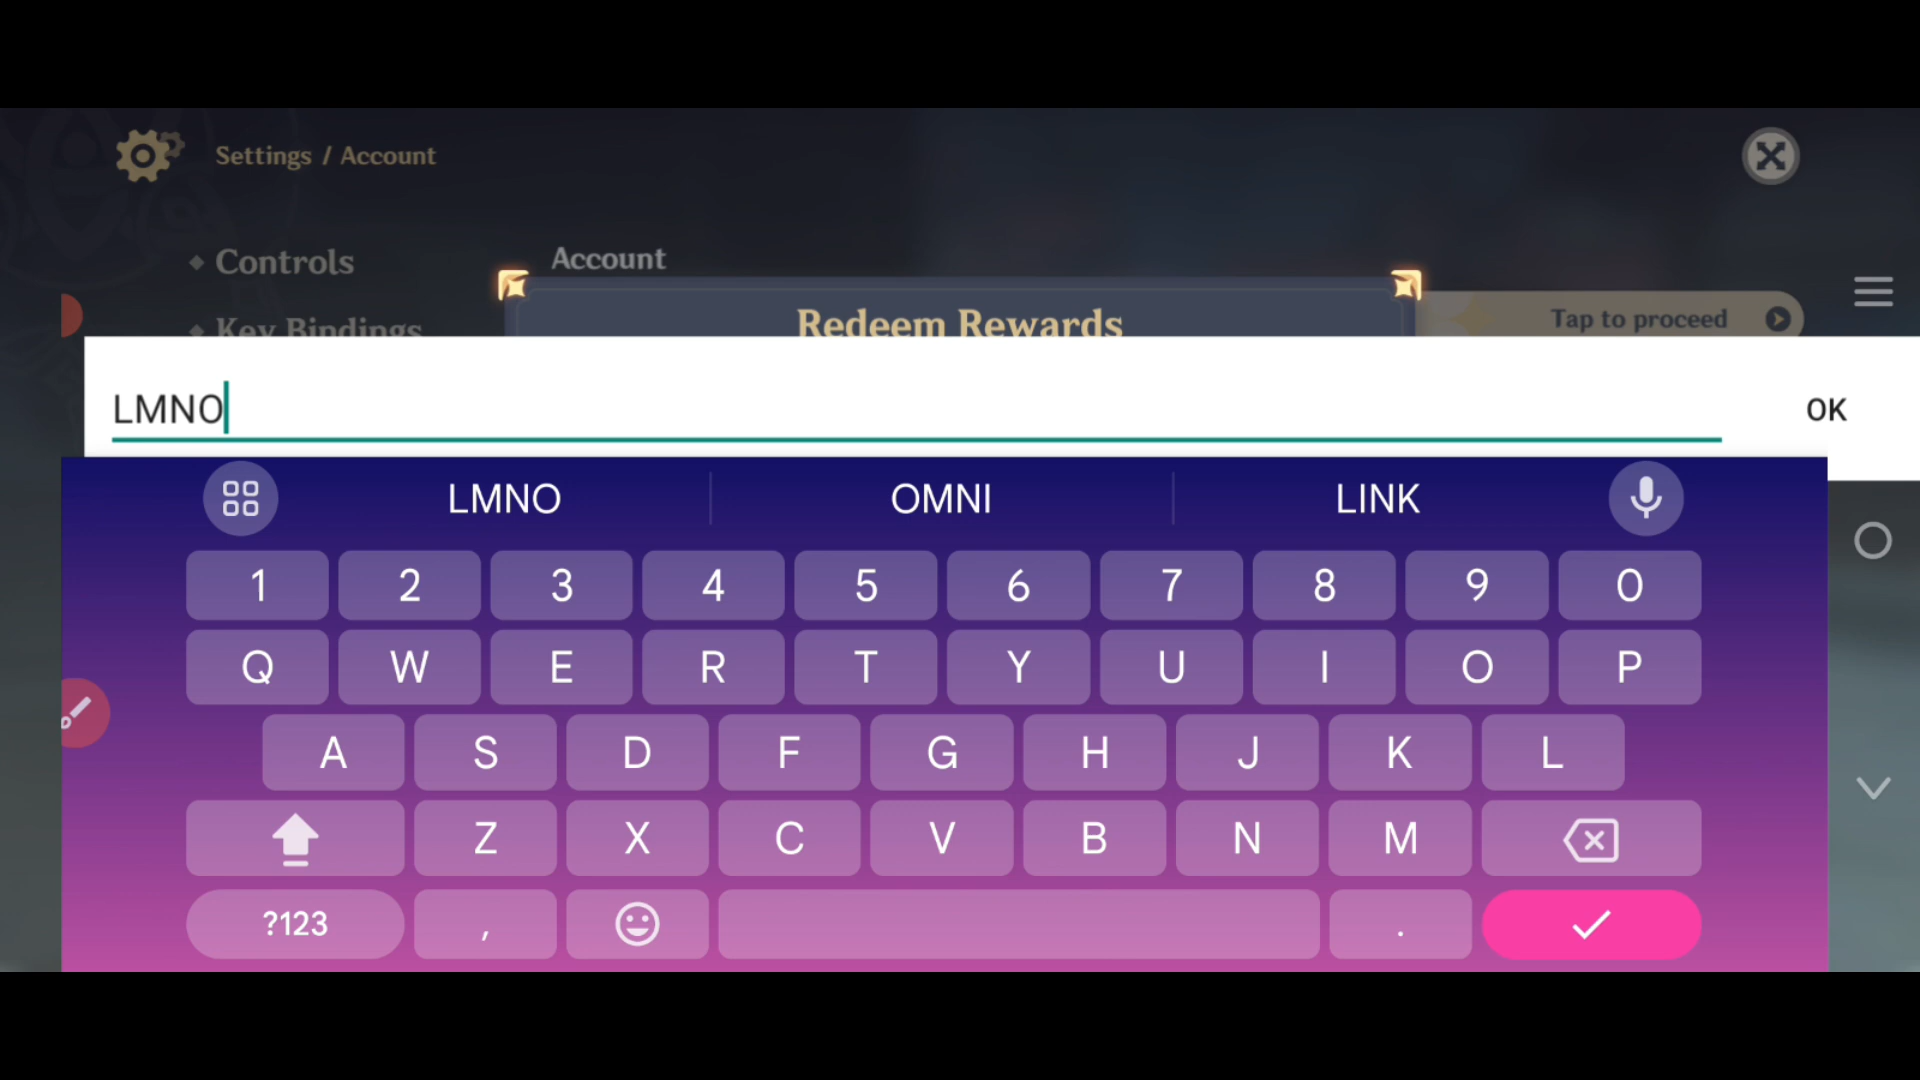 Settings / Account
Controls
Account
Key Bindings
Redeem Rewards
Tap to proceed
LMNO
OK
LMNO OMNI LINK
1 2 3 4 5 6 7 8 9 0
Q W E R T Y U I O P
A S D F G H J K L
Z X C V B N M
?123 , .